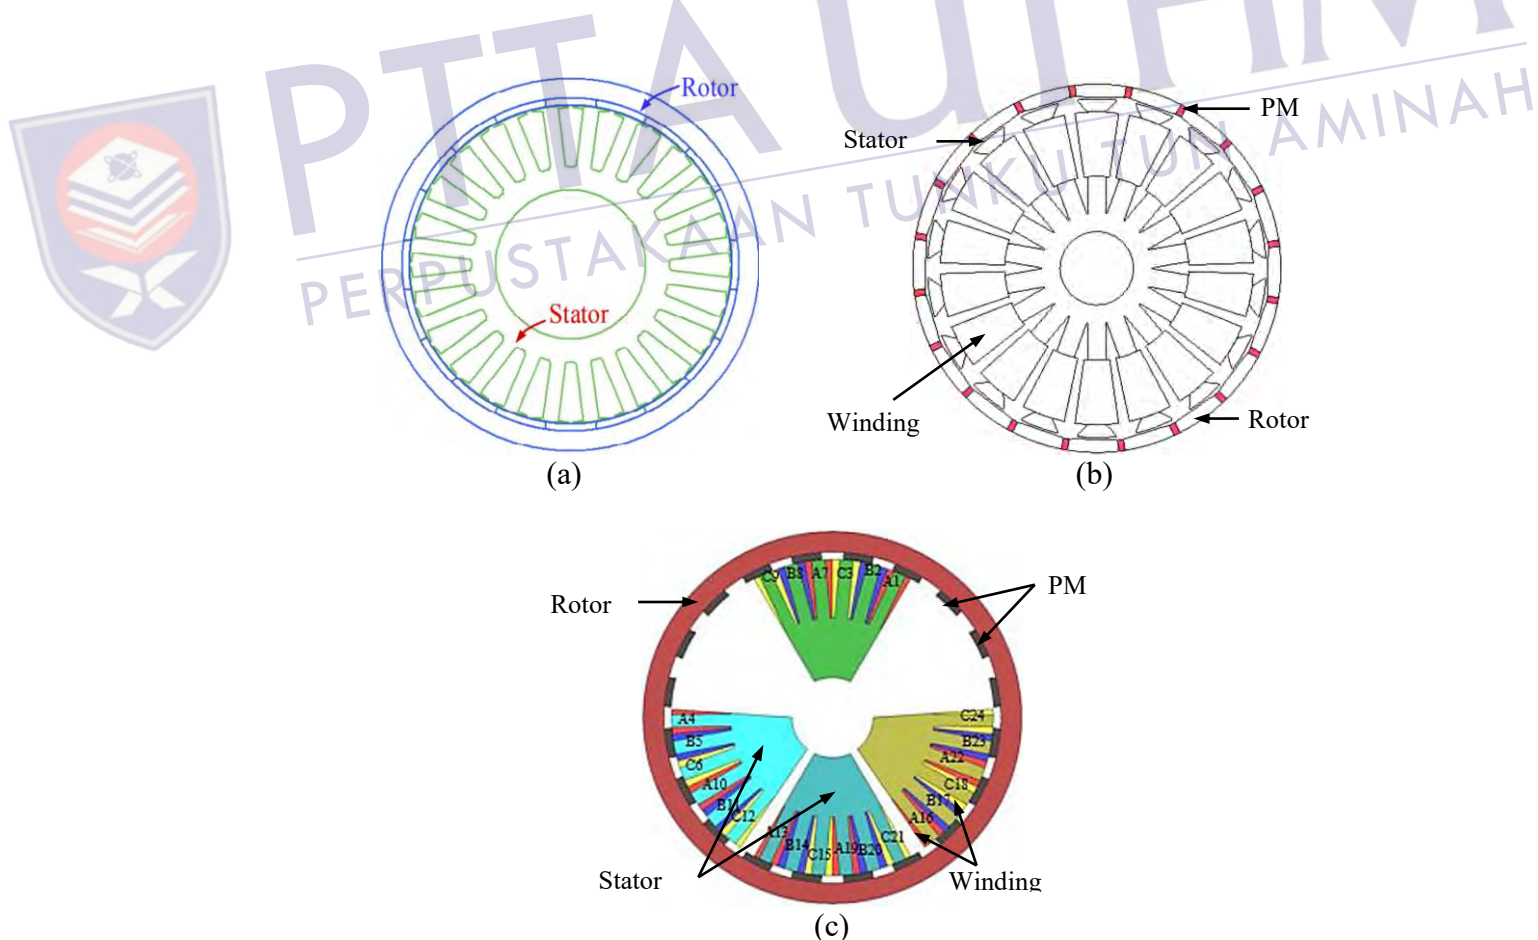 PTTA UTHM
PERPUSTAKAAN TUNKU TUN AMINAH
Rotor
Stator
(a)
PM
Stator
Winding
Rotor
(b)
C9 B8 A7 C3 B2 A1
Rotor
PM
A4
B5
C6
A10
B11
C12
C24
B23
A22
C18
B17
A16
A13 B14 C15 A19 B20 C21
Stator
Winding
(c)